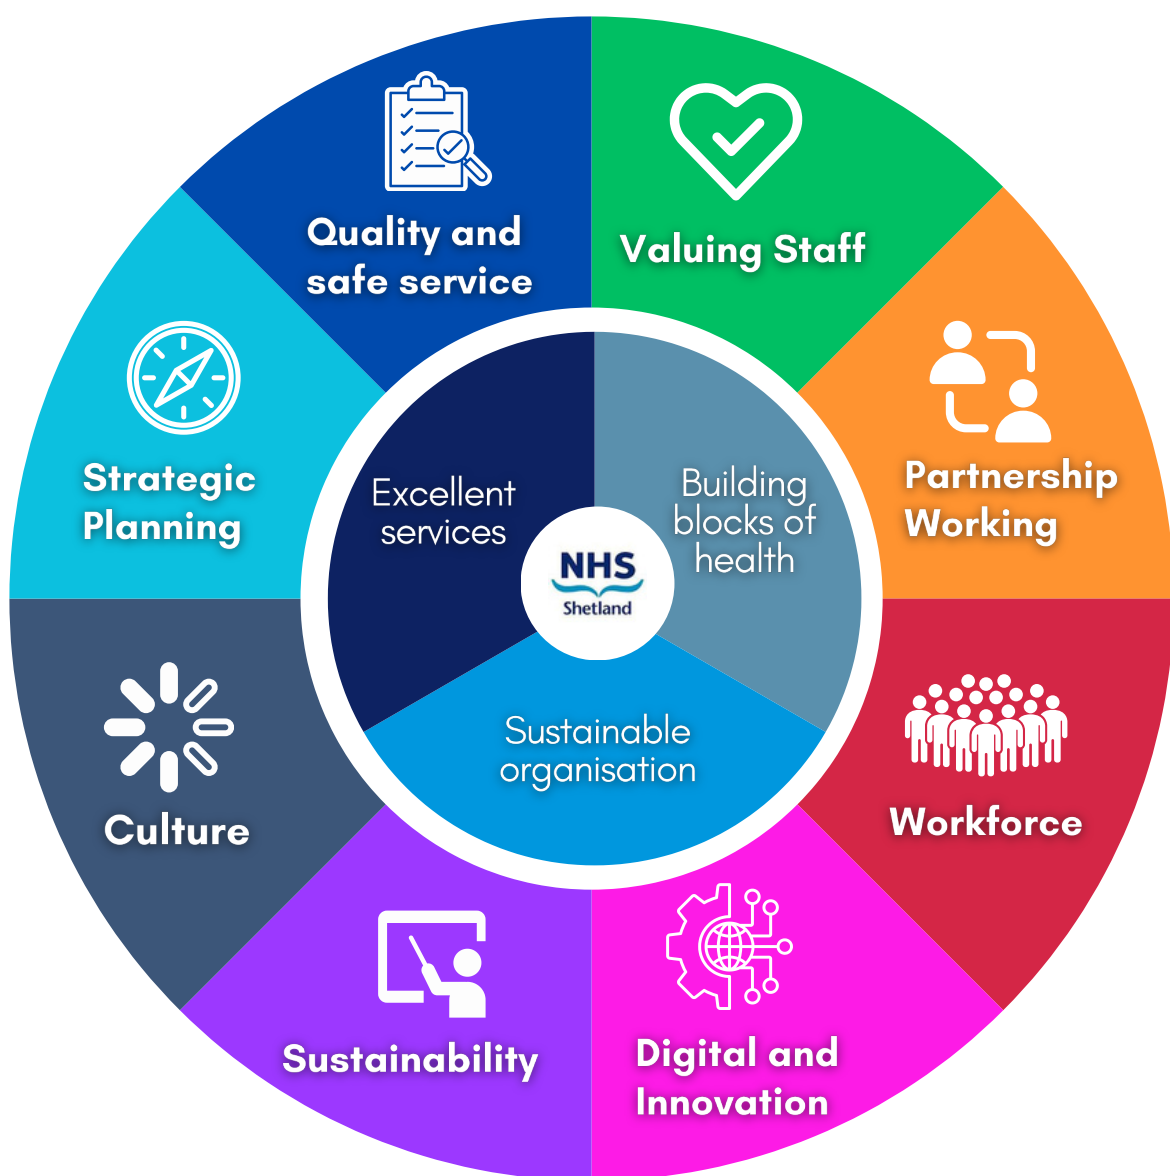 Quality and
safe service
Valuing Staff
Partnership
Working
Workforce
Digital and
Innovation
Sustainability
Culture
Strategic
Planning
Excellent
services
Building
blocks of
health
Sustainable
organisation
NHS
Shetland